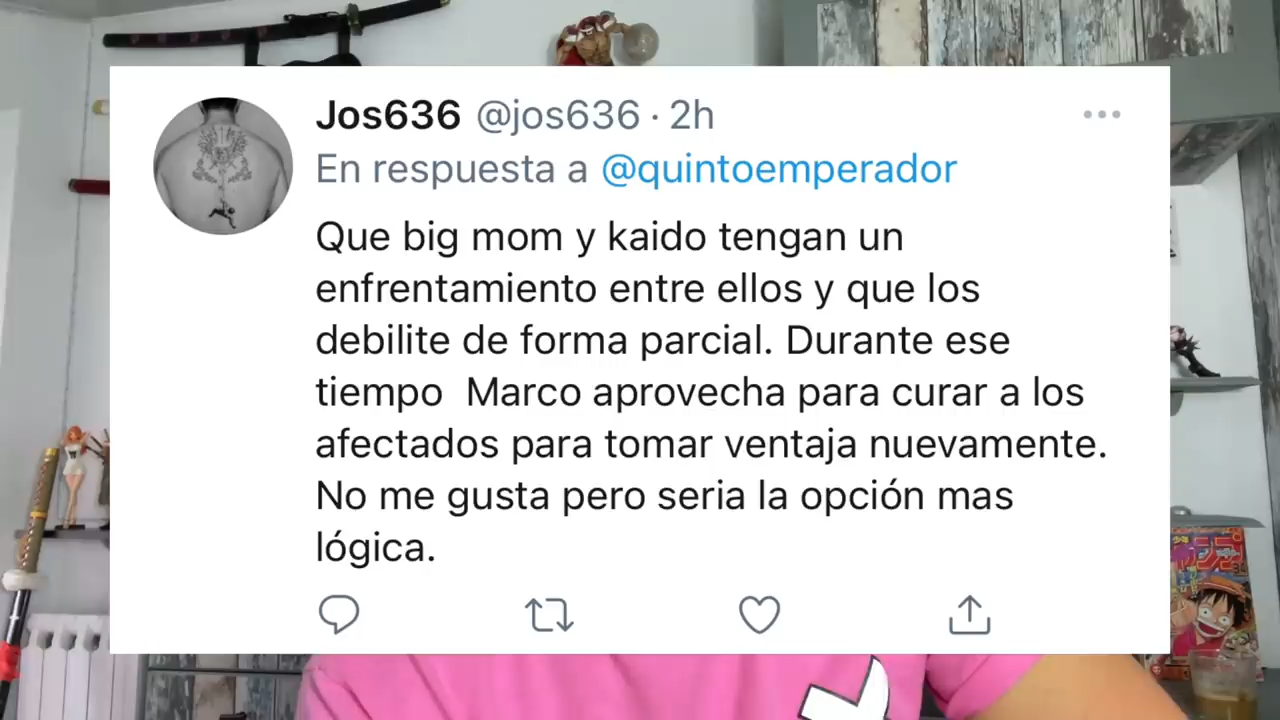 Jos636 @jos636 · 2h
En respuesta a @quintoemperador
Que big mom y kaido tengan un
enfrentamiento entre ellos y que los
debilite de forma parcial. Durante ese
tiempo  Marco aprovecha para curar a los
afectados para tomar ventaja nuevamente.
No me gusta pero seria la opción mas
lógica.